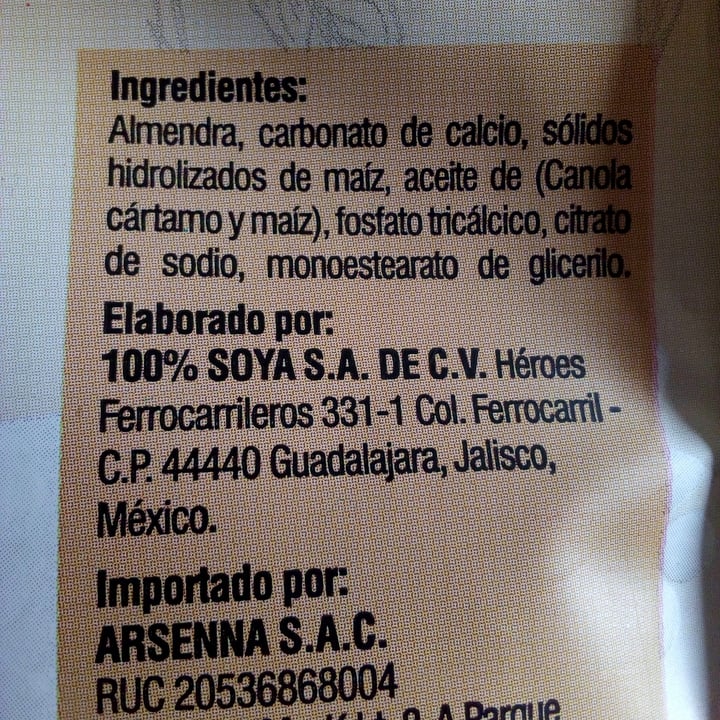 Ingredientes:
Almendra, carbonato de calcio, sólidos
hidrolizados de maíz, aceite de (Canola
cártamo y maíz), fosfato tricálcico, citrato
de sodio, monoestearato de glicerilo.
Elaborado por:
100% SOYA S.A. DE C.V. Héroes
Ferrocarrileros 331-1 Col. Ferrocarril -
C.P. 44440 Guadalajara, Jalisco,
México.
Importado por:
ARSENNA S.A.C.
RUC 20536868004
A Parque